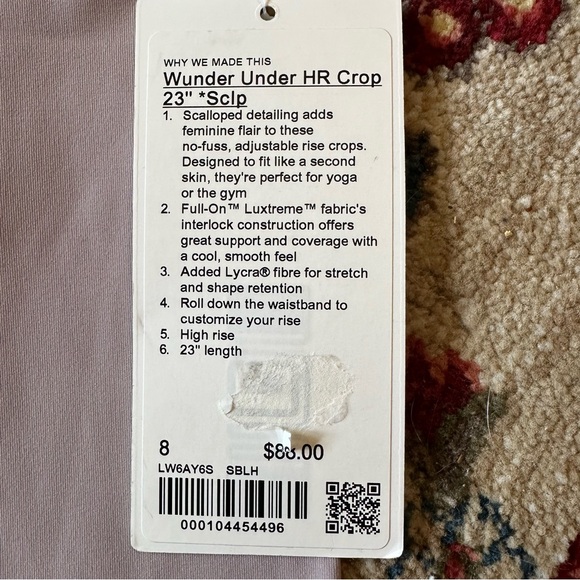 WHY WE MADE THIS
Wunder Under HR Crop
23" *Sclp
1. Scalloped detailing adds
feminine flair to these
no-fuss, adjustable rise crops.
Designed to fit like a second
skin, they're perfect for yoga
or the gym
2. Full-On™ Luxtreme™ fabric's
interlock construction offers
great support and coverage with
a cool, smooth feel
3. Added Lycra® fibre for stretch
and shape retention
4. Roll down the waistband to
customize your rise
5. High rise
6. 23" length
8 $88.00
LW6AY6S SBLH
000104454496